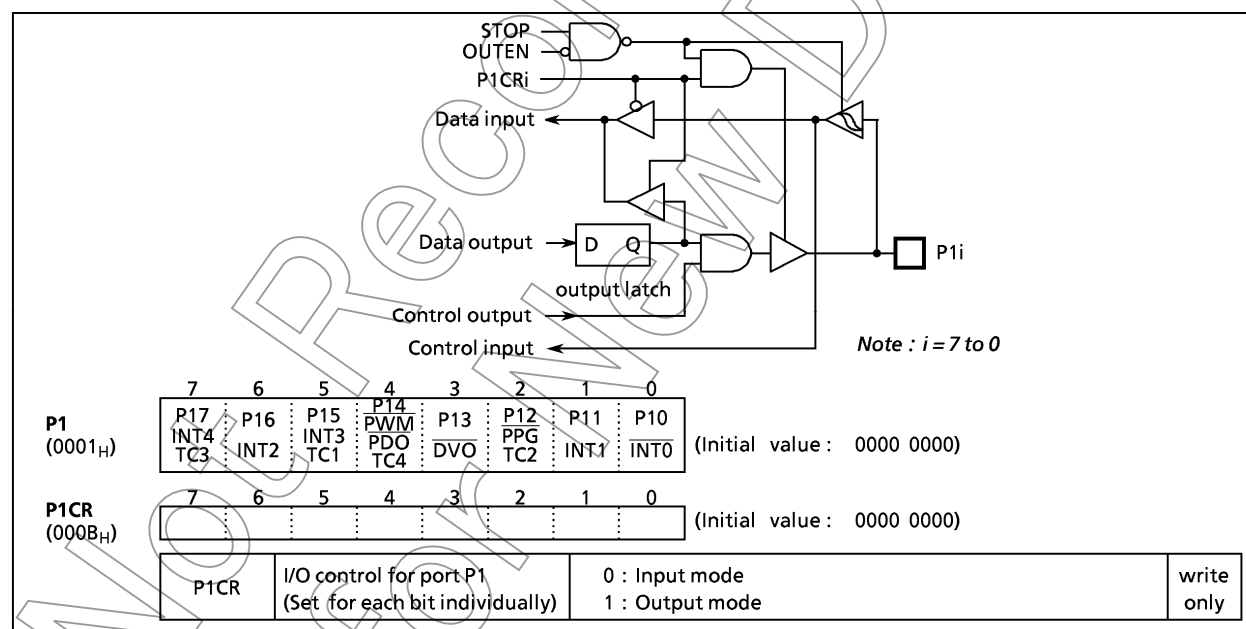 STOP
OUTEN
P1CRi
Data input
Data output
D Q
P1i
output latch
Control output
Control input
Note : i = 7 to 0
7 6 5 4 3 2 1 0
P1
(0001H)
P17 INT4 TC3
P16 INT2
P15 INT3 TC1
P14 PWM PDO TC4
P13 DVO
P12 PPG TC2
P11 INT1
P10 INT0
(Initial value : 0000 0000)
7 6 5 4 3 2 1 0
P1CR
(000BH)
(Initial value : 0000 0000)
P1CR
I/O control for port P1
(Set for each bit individually)
0 : Input mode
1 : Output mode
write
only
Not Recom
for New D